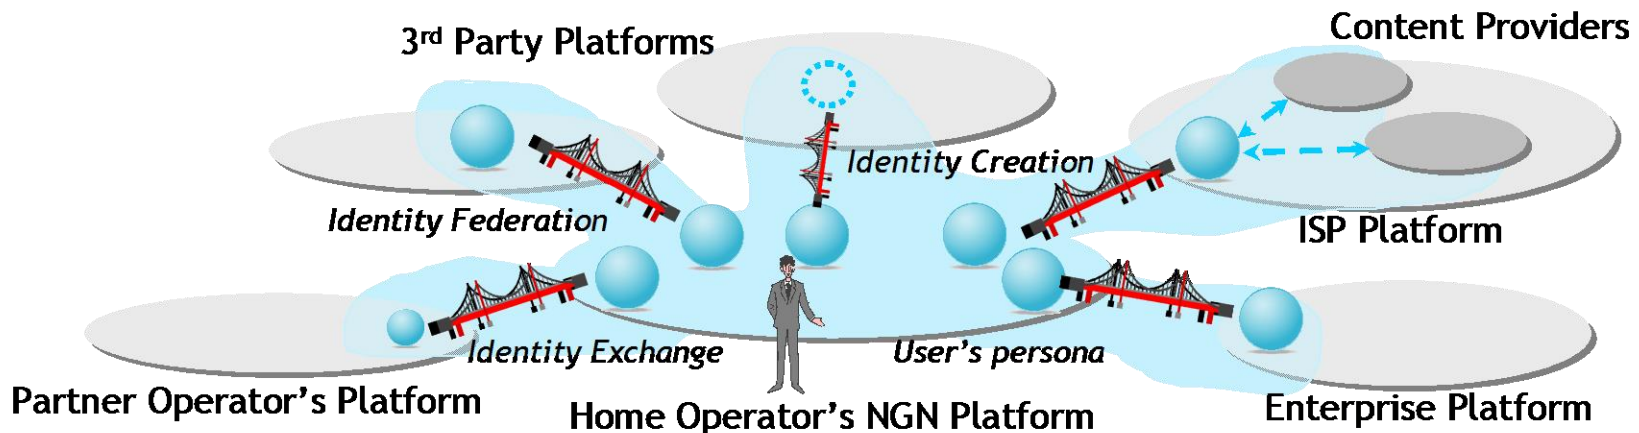 Content Providers
3rd Party Platforms
Identity Creation
Identity Federation
ISP Platform
Identity Exchange
User's persona
Partner Operator's Platform
Home Operator's NGN Platform
Enterprise Platform